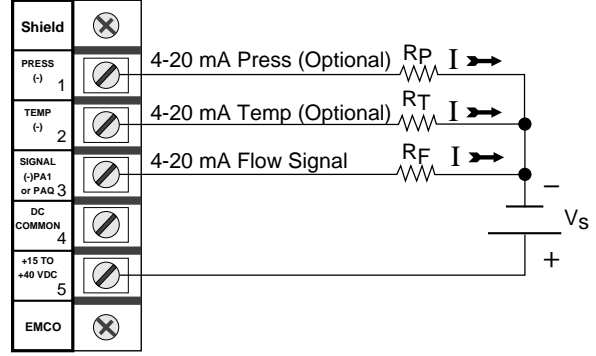 Shield
PRESS
(-)
1
4-20 mA Press (Optional) RP I
TEMP
(-)
2
4-20 mA Temp (Optional) RT I
SIGNAL
(-)PA1
or PAQ 3
4-20 mA Flow Signal RF I
DC
COMMON
4
– VS
+
+15 TO
+40 VDC
5
EMCO